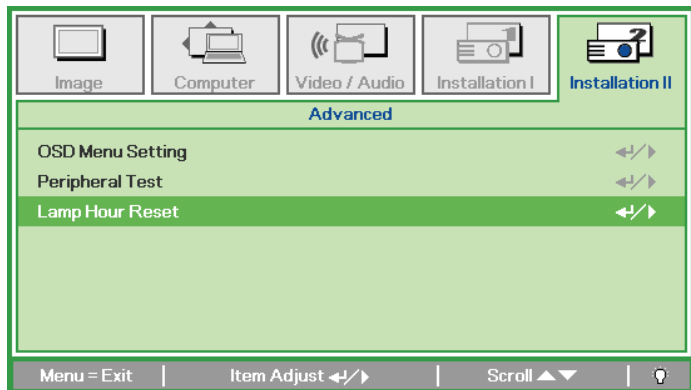 Image
Computer
Video / Audio
Installation I
Installation II
Advanced
OSD Menu Setting
Peripheral Test
Lamp Hour Reset
Menu = Exit
Item Adjust
Scroll